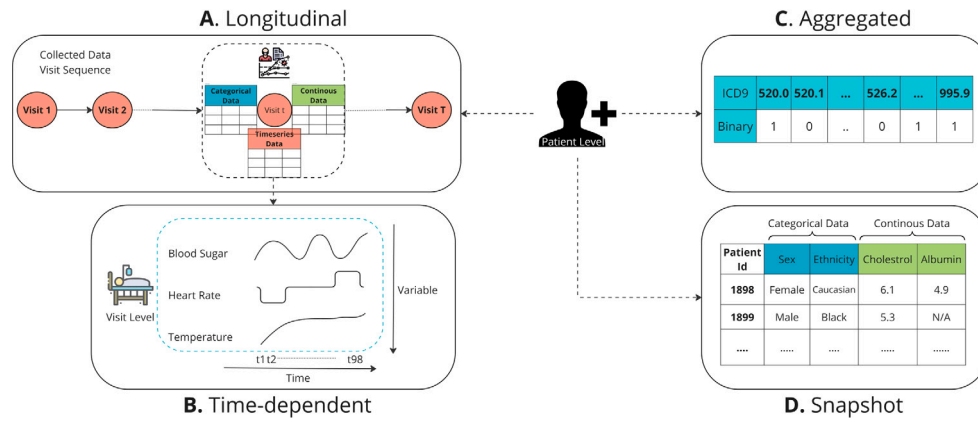 A. Longitudinal
Collected Data
Visit Sequence
Visit 1
Visit 2
Categorical
Data
Continous
Data
Visit t
Timeseries
Data
Visit T
Blood Sugar
Heart Rate
Temperature
Visit Level
Variable
t1 t2 t98
Time
B. Time-dependent
Patient Level
C. Aggregated
ICD9 520.0 520.1 ... 526.2 ... 995.9
Binary 1 0 .. 0 1 1
Categorical Data Continous Data
Patient
Id Sex Ethnicity Cholestrol Albumin
1898 Female Caucasian 6.1 4.9
1899 Male Black 5.3 N/A
.... ..... .... ..... ......
D. Snapshot